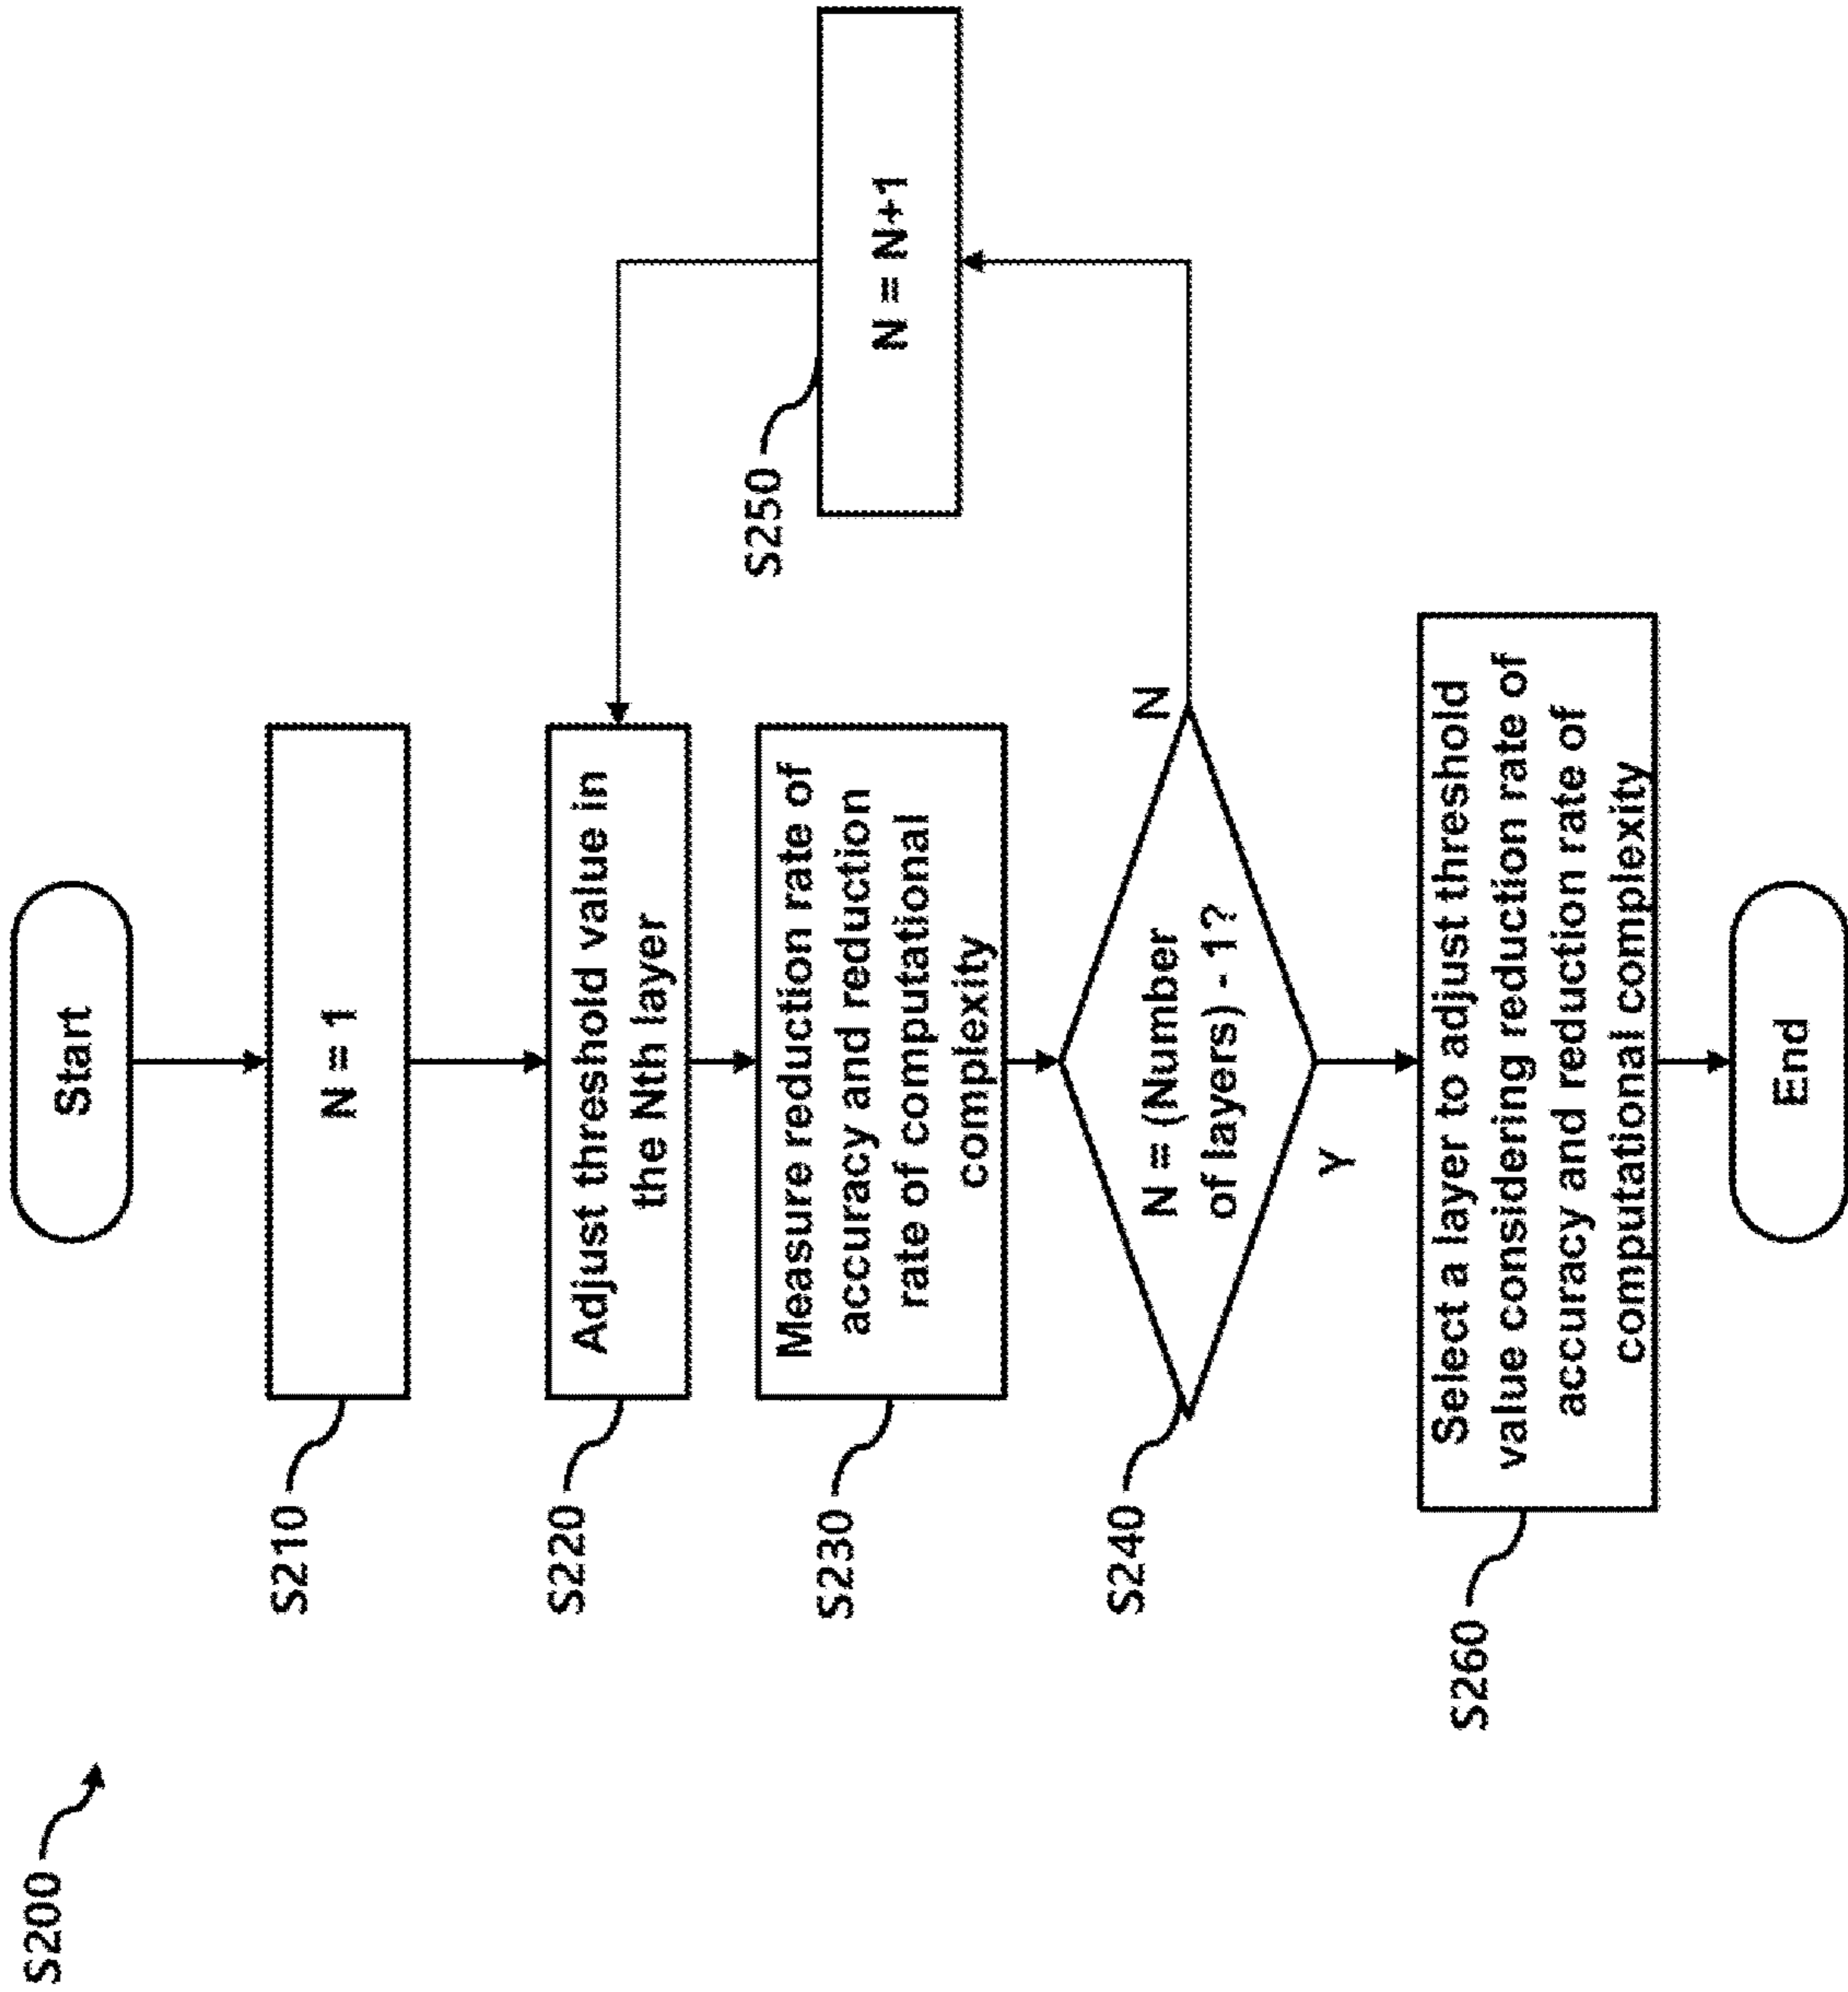 S200
Start
S210
N = 1
S220
Adjust threshold value in
the Nth layer
S230
Measure reduction rate of
accuracy and reduction
rate of computational
complexity
S240
N = (Number
of layers) - 1?
N
Y
S250
N = N+1
S260
Select a layer to adjust threshold
value considering reduction rate of
accuracy and reduction rate of
computational complexity
End